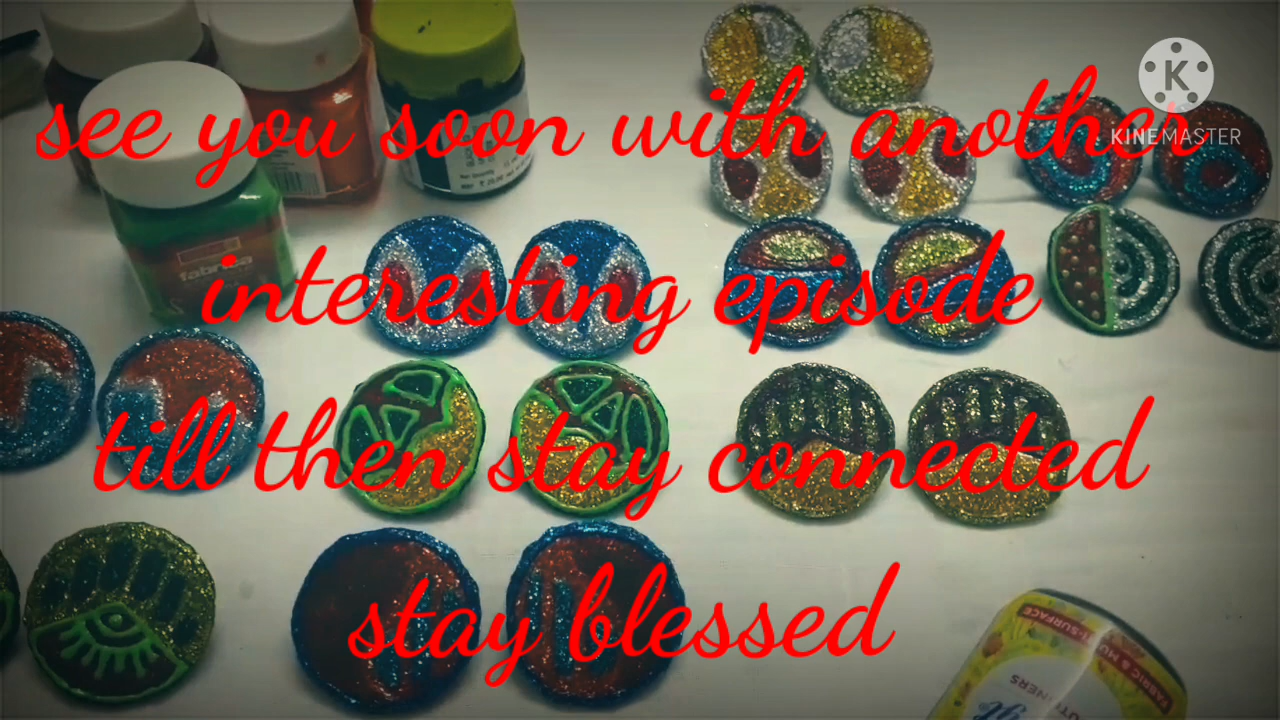 see you soon with another
KINEMASTER
interesting episode
fabrica
till then stay connected
stay blessed